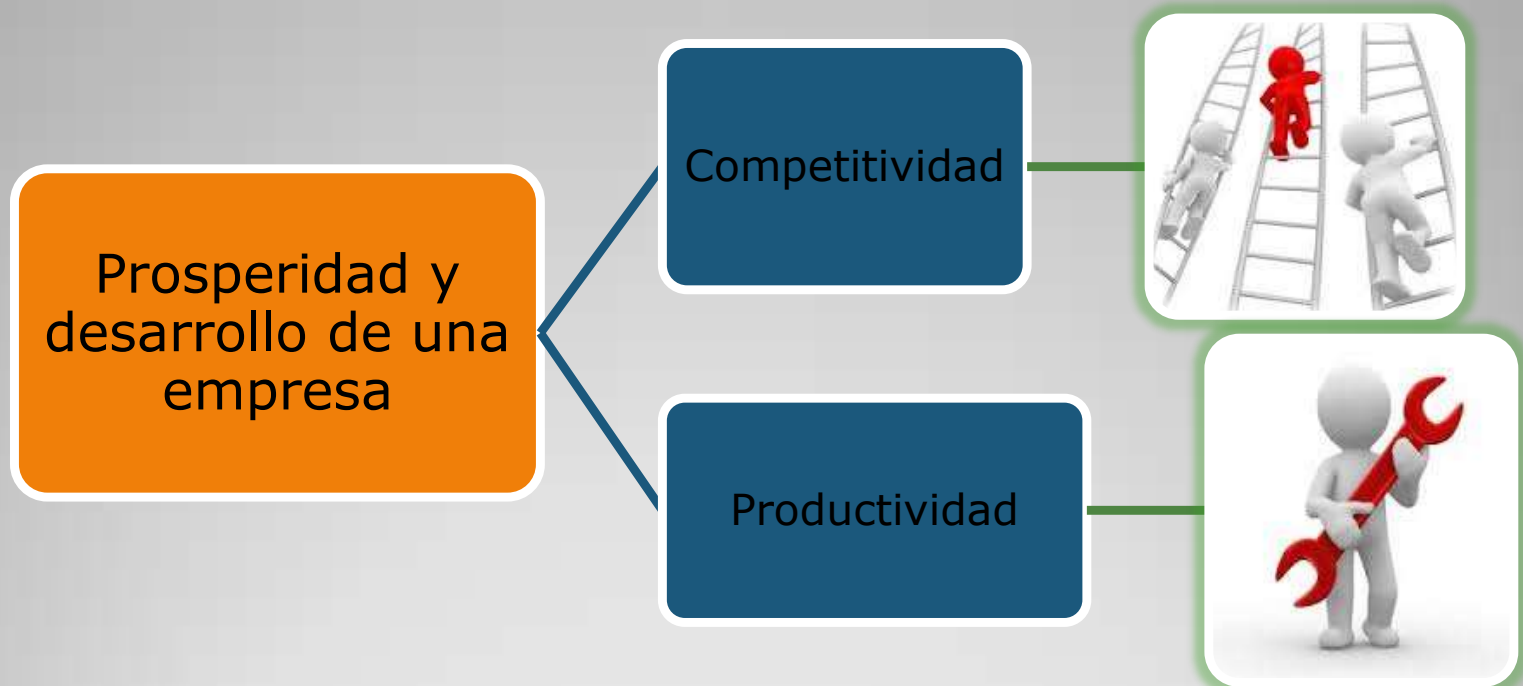 Prosperidad y
desarrollo de una
empresa
Competitividad
Productividad